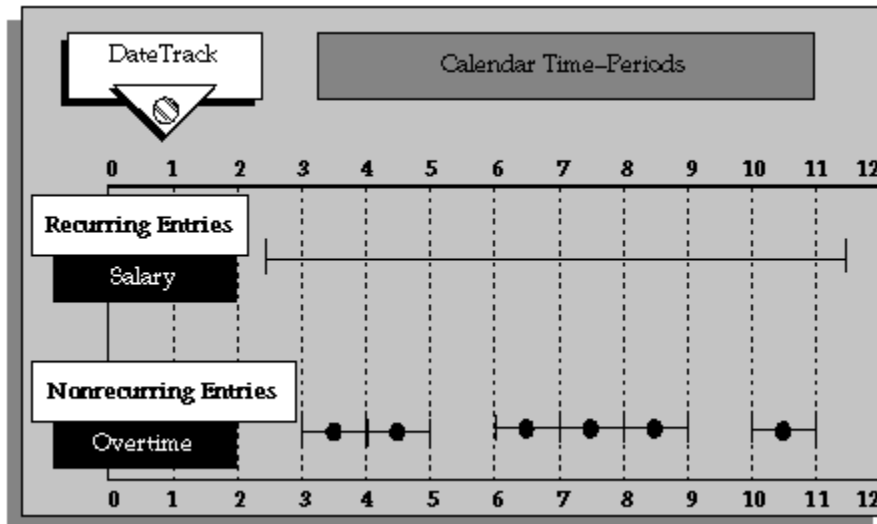 DateTrack
Calendar Time-Periods
0 1 2 3 4 5 6 7 8 9 10 11 12
Recurring Entries
Salary
Nonrecurring Entries
Overtime
0 1 2 3 4 5 6 7 8 9 10 11 12